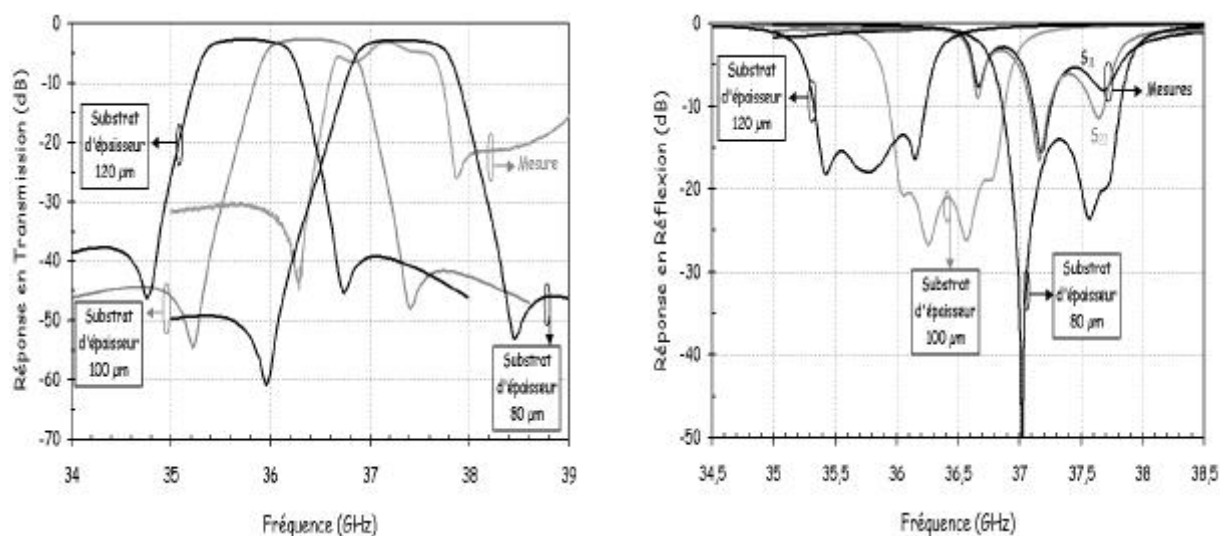 0
-10
-20
-30
-40
-50
-60
-70
34
35
36
37
38
39
Réponse en Transmission (dB)
Fréquence (GHz)
Substrat
d'épaisseur
120 µm
Mesure
Substrat
d'épaisseur
100 µm
Substrat
d'épaisseur
80 µm
0
-10
-20
-30
-40
-50
34,5
35
35,5
36
36,5
37
37,5
38
38,5
Réponse en Réflexion (dB)
Fréquence (GHz)
Substrat
d'épaisseur
120 µm
Mesures
S22
Substrat
d'épaisseur
100 µm
Substrat
d'épaisseur
80 µm